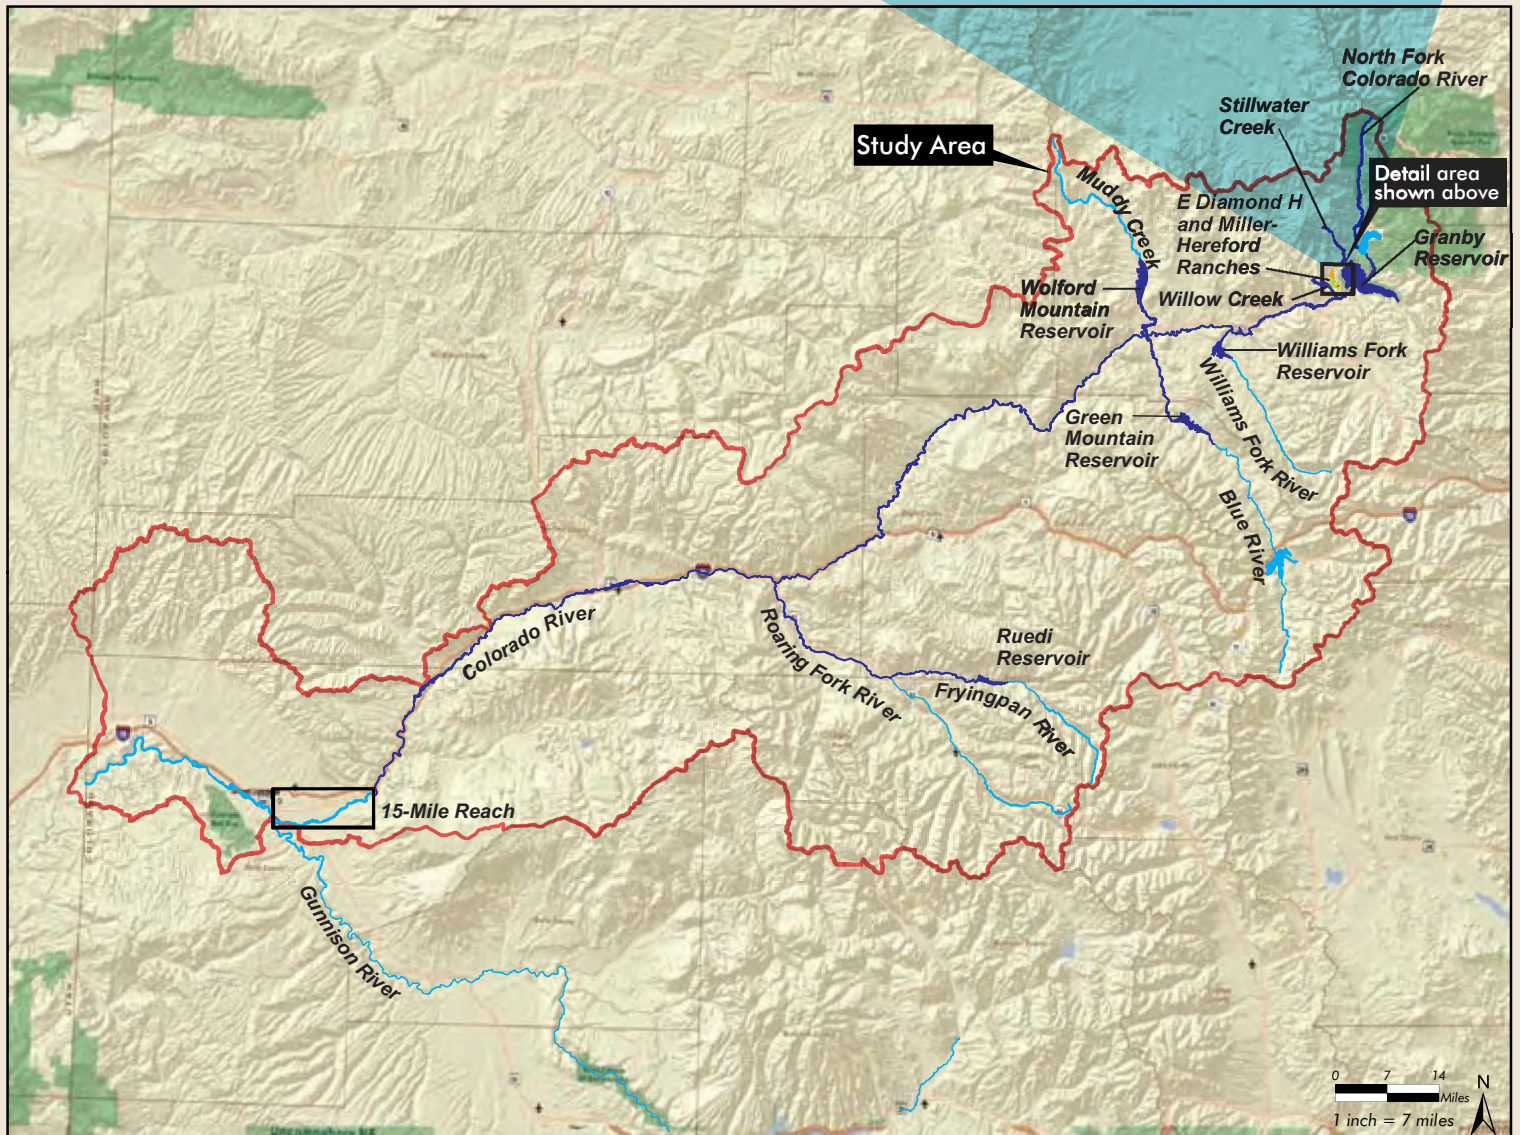 North Fork
Colorado River
Stillwater
Creek
Study Area
Detail area
shown above
Muddy Creek
E Diamond H
and Miller-
Hereford
Ranches
Granby
Reservoir
Wolford
Mountain
Reservoir
Willow Creek
Williams Fork
Reservoir
Williams Fork River
Green
Mountain
Reservoir
Blue River
Colorado River
Roaring Fork River
Ruedi
Reservoir
Fryingpan River
15-Mile Reach
Gunnison River
0 7 14
Miles
1 inch = 7 miles
N